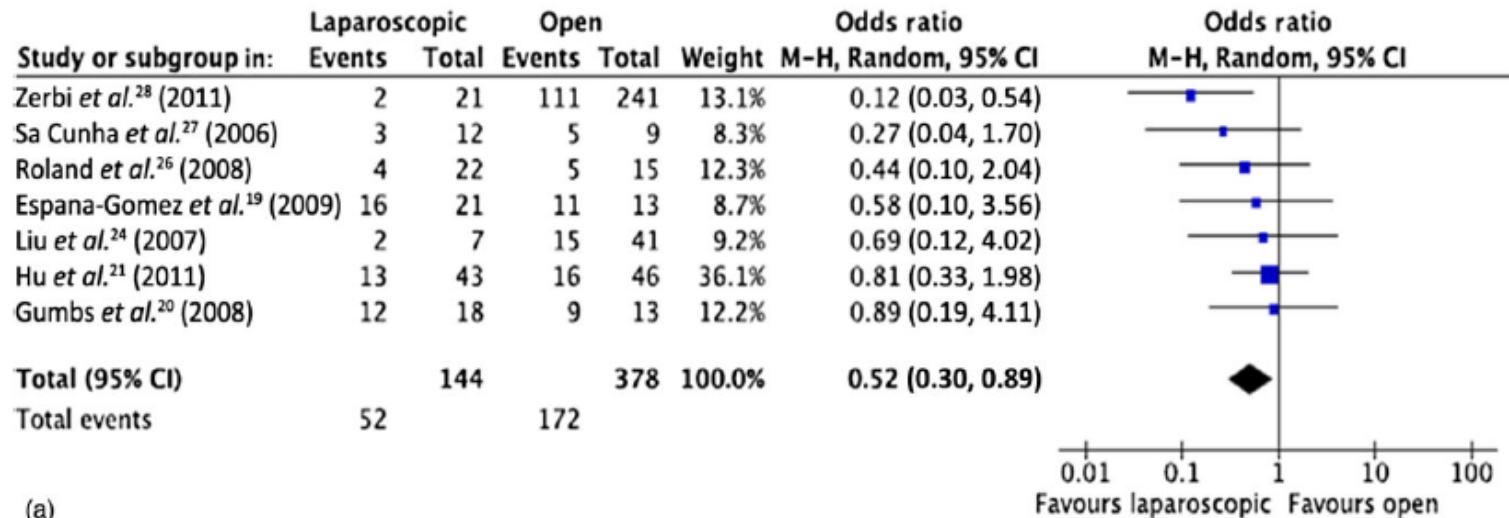 Laparoscopic Open Odds ratio Odds ratio
Study or subgroup in: Events Total Events Total Weight M-H, Random, 95% CI M-H, Random, 95% CI
Zerbi et al.28 (2011) 2 21 111 241 13.1% 0.12 (0.03, 0.54)
Sa Cunha et al.27 (2006) 3 12 5 9 8.3% 0.27 (0.04, 1.70)
Roland et al.26 (2008) 4 22 5 15 12.3% 0.44 (0.10, 2.04)
Espana-Gomez et al.19 (2009) 16 21 11 13 8.7% 0.58 (0.10, 3.56)
Liu et al.24 (2007) 2 7 15 41 9.2% 0.69 (0.12, 4.02)
Hu et al.21 (2011) 13 43 16 46 36.1% 0.81 (0.33, 1.98)
Gumbs et al.20 (2008) 12 18 9 13 12.2% 0.89 (0.19, 4.11)
Total (95% CI) 144 378 100.0% 0.52 (0.30, 0.89)
Total events 52 172
0.01 0.1 1 10 100
Favours laparoscopic Favours open
(a)